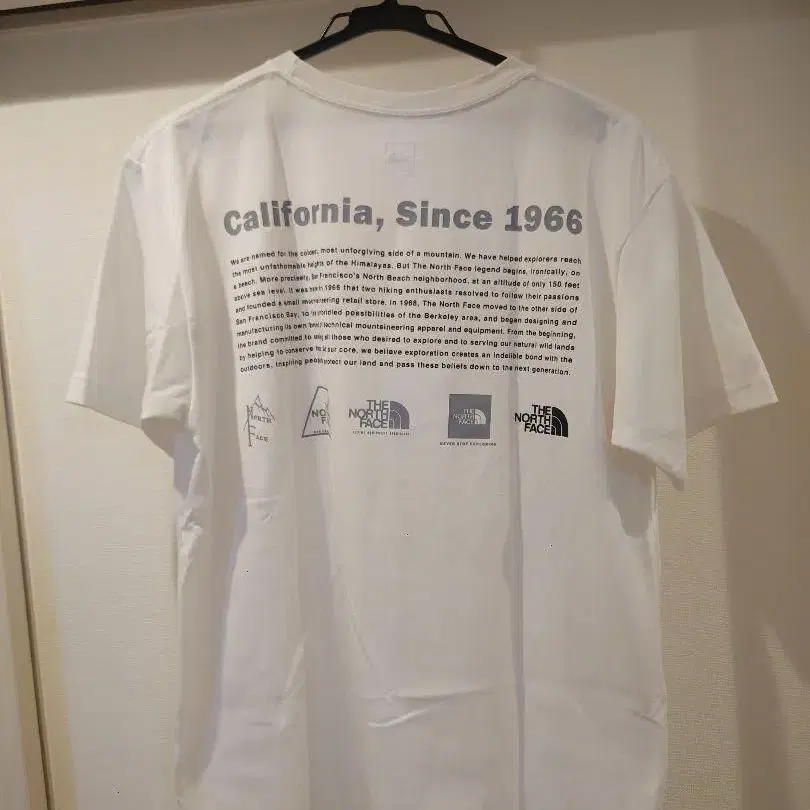 California, Since 1966
We are named for the coldest, most unforgiving side of a mountain. We have helped explorers reach
the most unfathomable heights of the Himalayas. But The North Face legend begins, ironically, on
a beach. More precisely, San Francisco's North Beach neighborhood, at an altitude of only 150 feet
above sea level. It was here in 1966 that two hiking enthusiasts resolved to follow their passions
and founded a small mountaineering retail store. In 1968, The North Face moved to the other side of
San Francisco Bay, to the possibilities of the Berkeley area, and began designing and
manufacturing its own brand technical mountaineering apparel and equipment. From the beginning,
the brand committed to all those who desired to explore and to serving our natural wild lands
by helping to conserve our core, we believe exploration creates an indelible bond with the
outdoors, inspiring people protect our land and pass these beliefs down to the next generation.
NORTH
FACE
NO
THE
NORTH
FACE
THE
NORTH
FACE
NEVER STOP EXPLORING
THE
NORTH
FACE